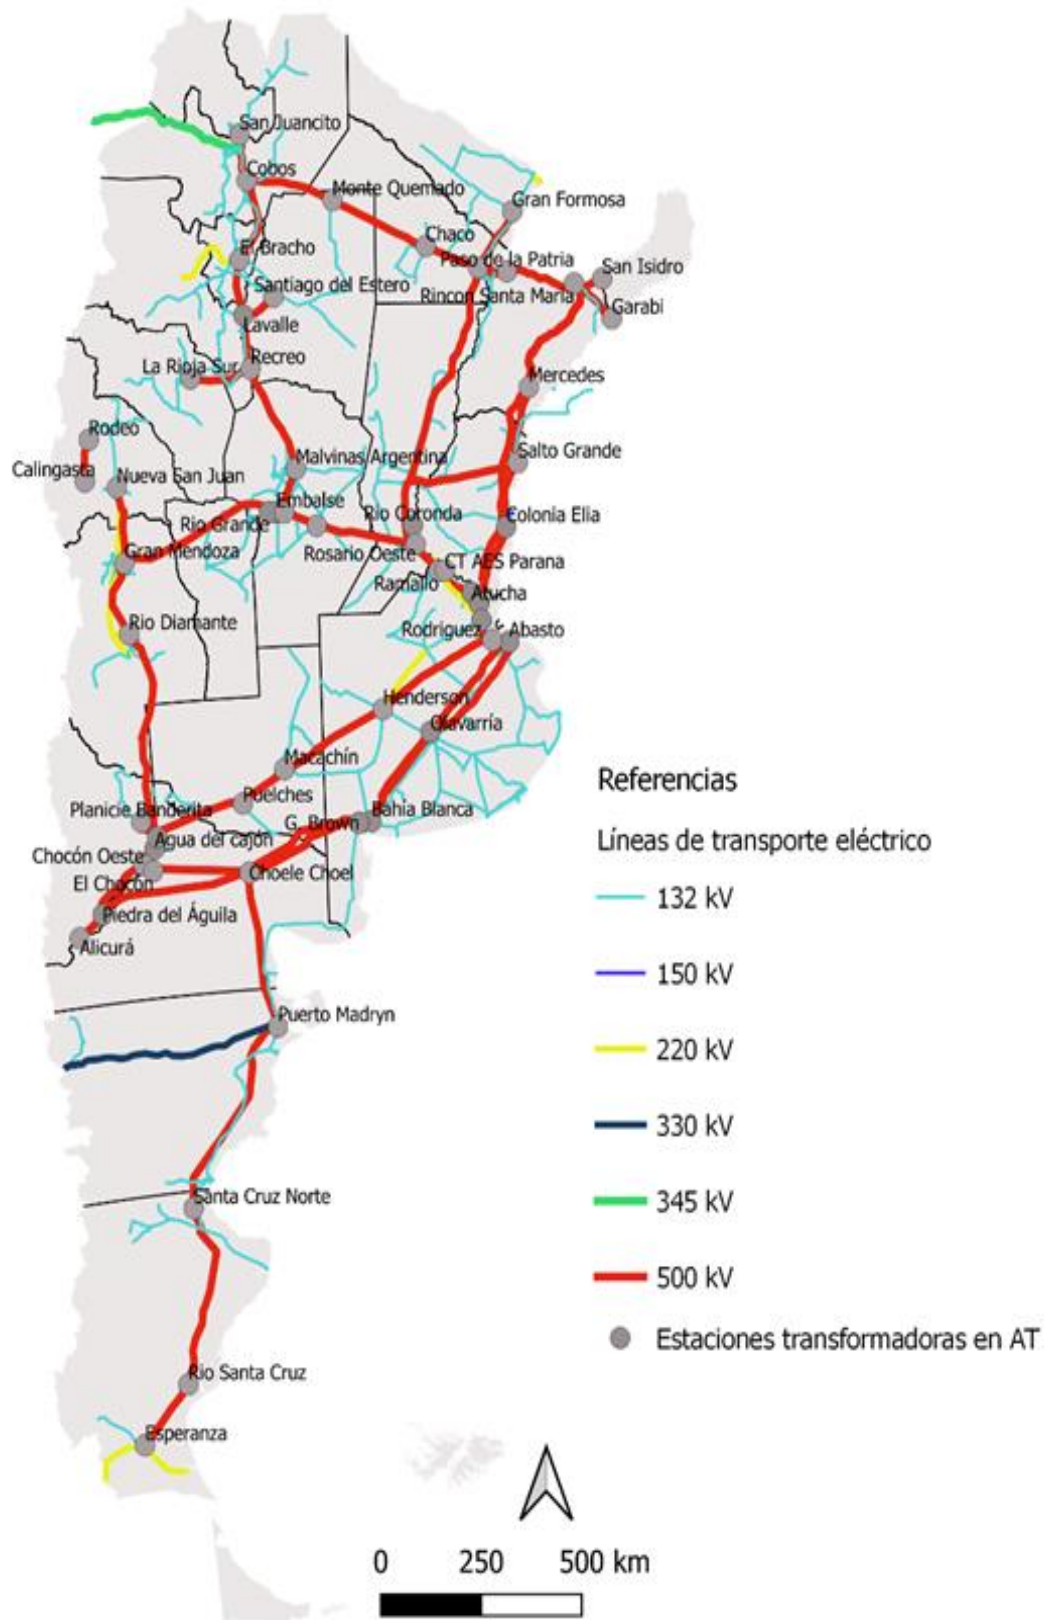 San Juancito
Cobos
Monte Quemado
Gran Formosa
Chaco
El Bracho
Paso de la Patria
San Isidro
Santiago del Estero
Rincon Santa Maria
Garabi
Lavalle
La Rioja Sur
Recreo
Mercedes
Rodeo
Malvinas Argentina
Salto Grande
Calingasta
Nueva San Juan
Embalse
Rio Grande
Rio Coronda
Colonia Elia
Gran Mendoza
Rosario Oeste
CT AES Parana
Ramallo
Atucha
Rio Diamante
Rodriguez
Abasto
Henderson
Olavarría
Macachín
Puelches
Planicie Banderita
G. Brown
Bahía Blanca
Agua del cajón
Chocón Oeste
El Chocón
Choele Choel
Piedra del Águila
Alicurá
Puerto Madryn
Santa Cruz Norte
Rio Santa Cruz
Esperanza
Referencias
Líneas de transporte eléctrico
132 kV
150 kV
220 kV
330 kV
345 kV
500 kV
Estaciones transformadoras en AT
0 250 500 km